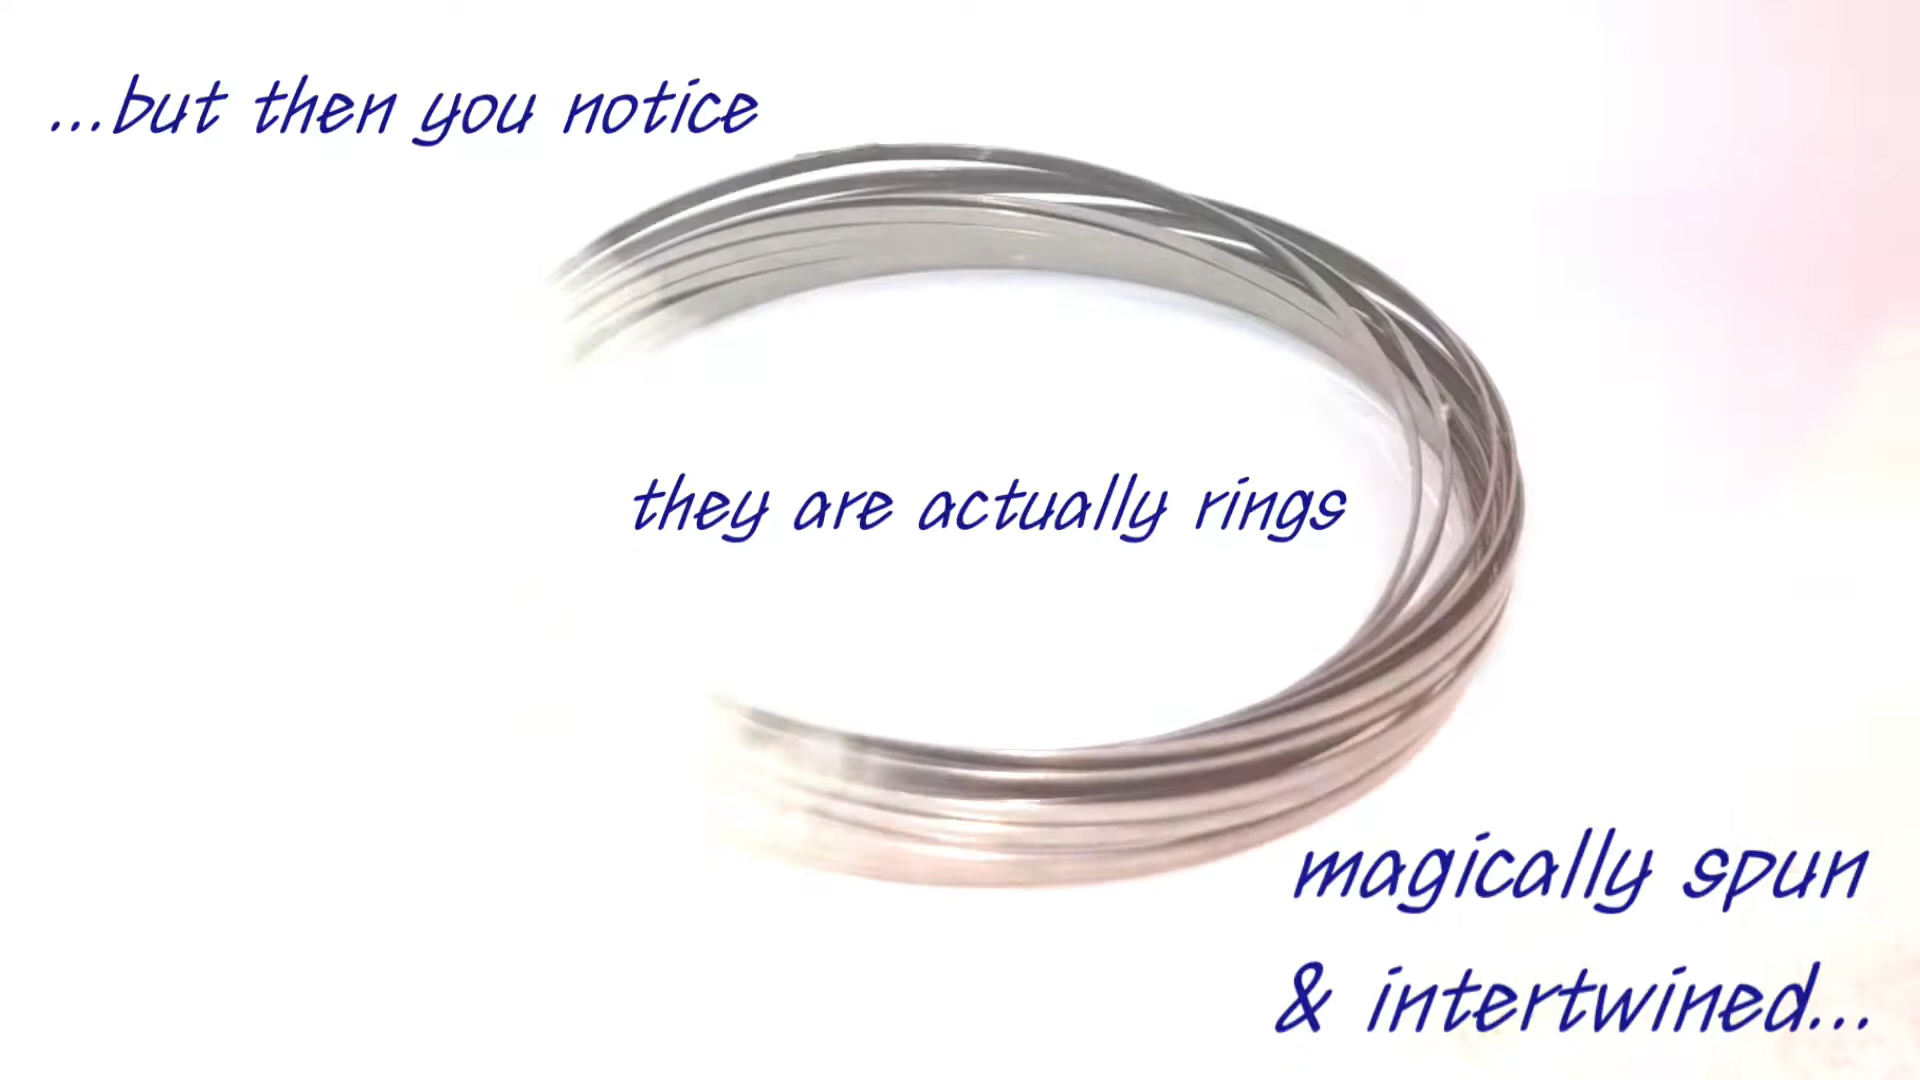 ...but then you notice
they are actually rings
magically spun
& intertwined...